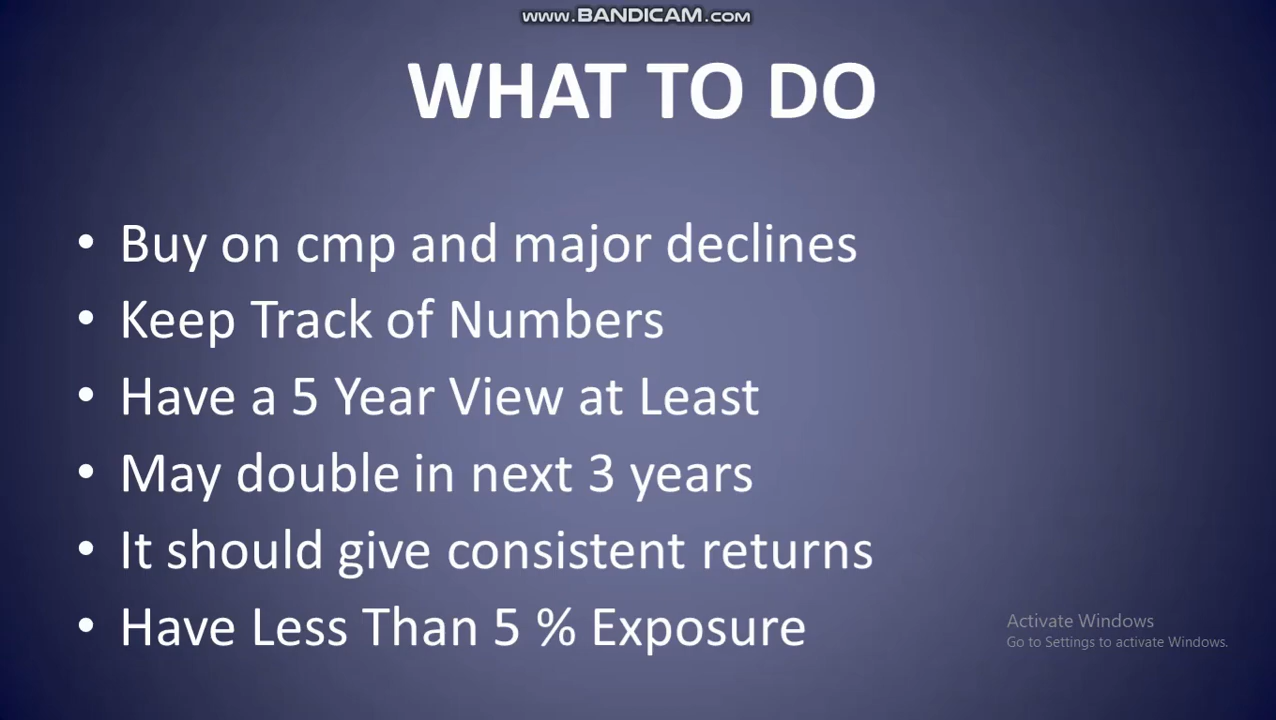 www.BANDICAM.com
WHAT TO DO
• Buy on cmp and major declines
• Keep Track of Numbers
• Have a 5 Year View at Least
• May double in next 3 years
• It should give consistent returns
• Have Less Than 5 % Exposure
Activate Windows
Go to Settings to activate Windows.